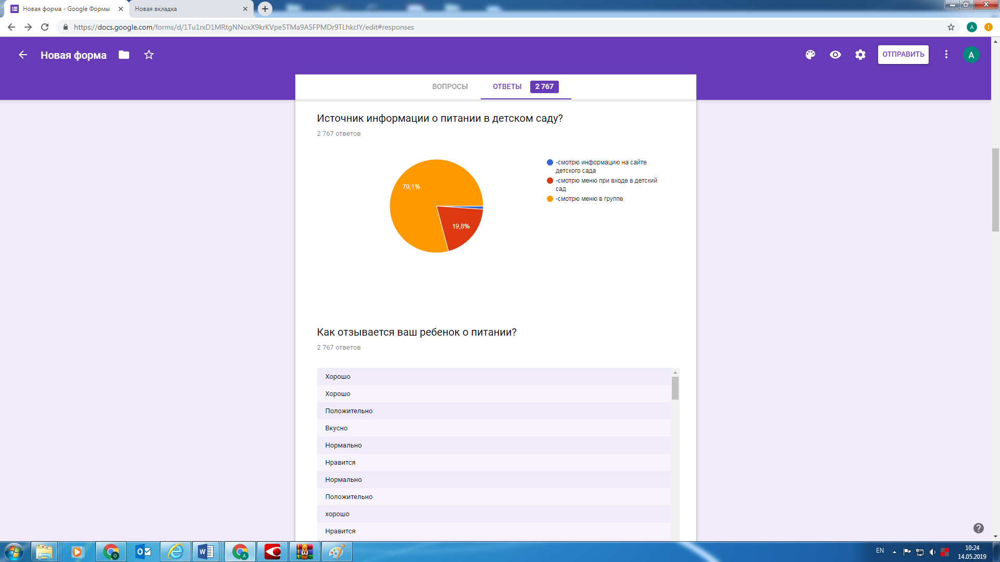 Новая форма - Google Формы
Новая вкладка
https://docs.google.com/forms/d/1Tu1rxD1MRtgNNoxX9krKVpe5TMa9A5FPMDr9TLhkclY/edit#responses
A
Новая форма
ОТПРАВИТЬ
A
ВОПРОСЫ
ОТВЕТЫ 2 767
Источник информации о питании в детском саду?
2 767 ответов
79,1%
19,8%
-смотрю информацию на сайте
детского сада
-смотрю меню при входе в детский
сад
-смотрю меню в группе
Как отзывается ваш ребенок о питании?
2 767 ответов
Хорошо
Хорошо
Положительно
Вкусно
Нормально
Нравится
Нормально
Положительно
хорошо
Нравится
EN
10:24
14.05.2019